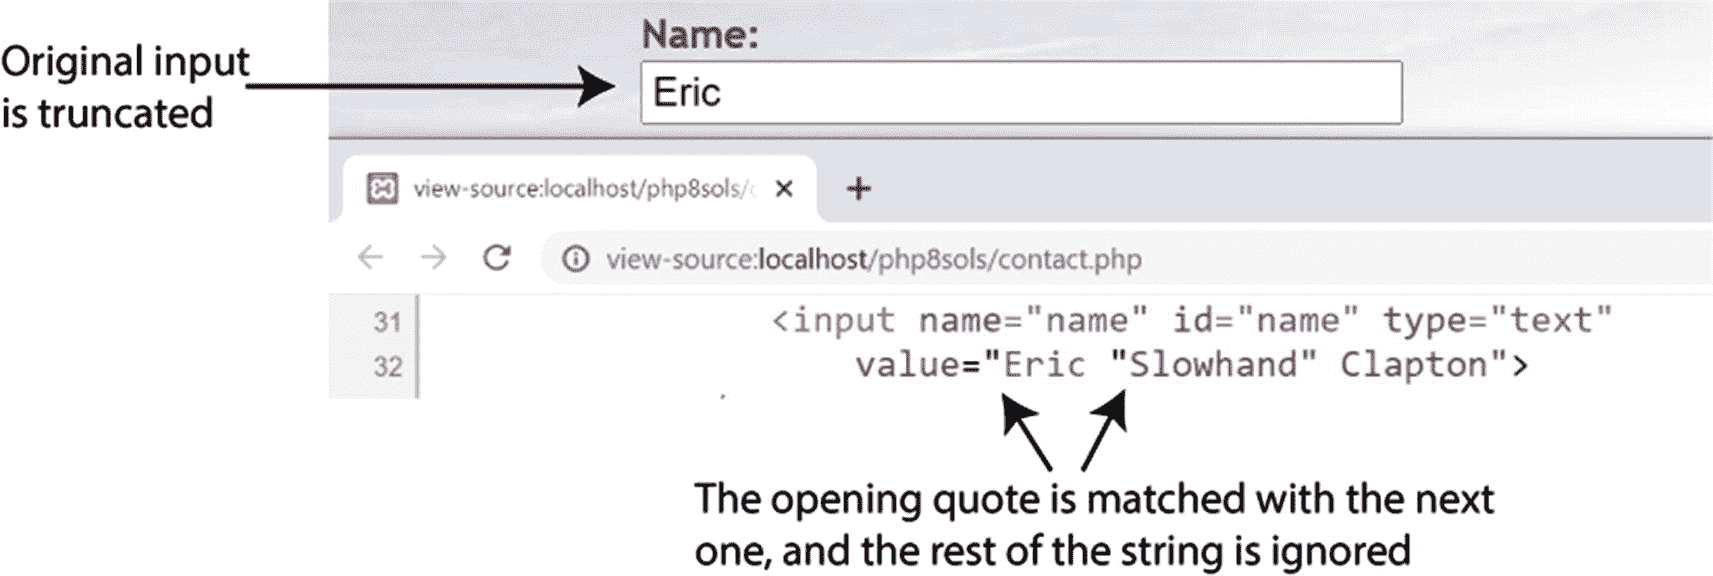 Name:
Original input
is truncated
Eric
view-source:localhost/php8sols/
view-source:localhost/php8sols/contact.php
31 <input name="name" id="name" type="text"
32 value="Eric "Slowhand" Clapton">
The opening quote is matched with the next
one, and the rest of the string is ignored